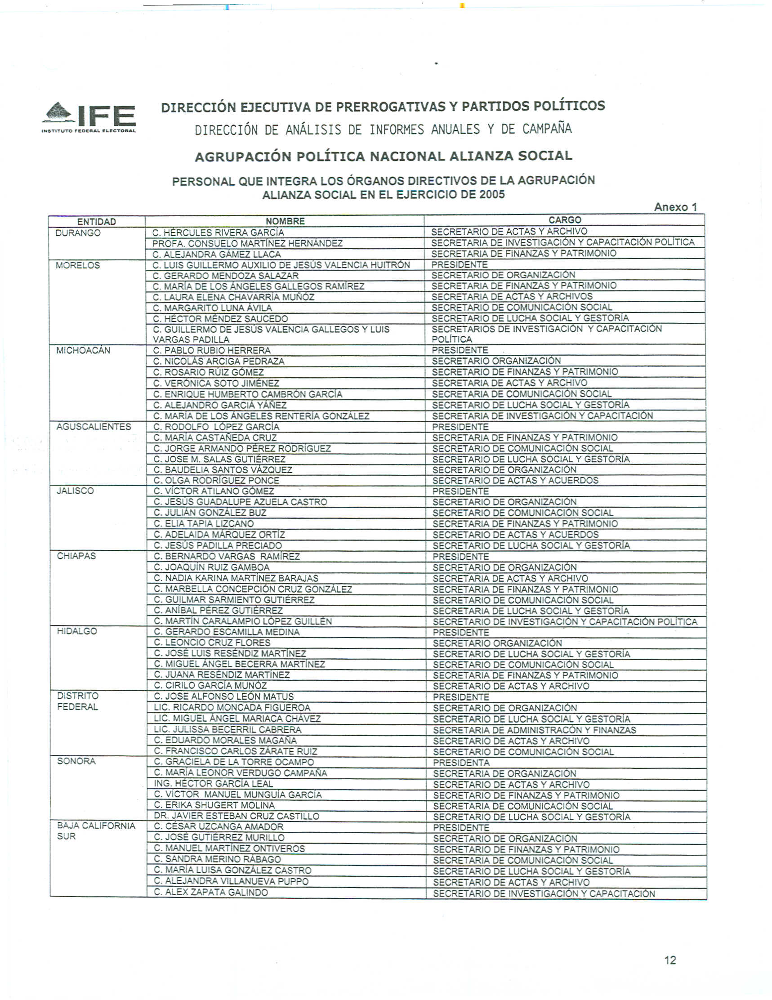 IFE
INSTITUTO FEDERAL ELECTORAL
DIRECCIÓN EJECUTIVA DE PRERROGATIVAS Y PARTIDOS POLÍTICOS
DIRECCIÓN DE ANÁLISIS DE INFORMES ANUALES Y DE CAMPAÑA
AGRUPACIÓN POLÍTICA NACIONAL ALIANZA SOCIAL
PERSONAL QUE INTEGRA LOS ÓRGANOS DIRECTIVOS DE LA AGRUPACIÓN
ALIANZA SOCIAL EN EL EJERCICIO DE 2005
Anexo 1
ENTIDAD NOMBRE CARGO
DURANGO C. HÉRCULES RIVERA GARCÍA SECRETARIO DE ACTAS Y ARCHIVO
PROFA. CONSUELO MARTÍNEZ HERNÁNDEZ SECRETARIA DE INVESTIGACIÓN Y CAPACITACIÓN POLÍTICA
C. ALEJANDRA GÁMEZ LLACA SECRETARIA DE FINANZAS Y PATRIMONIO
MORELOS C. LUIS GUILLERMO AUXILIO DE JESÚS VALENCIA HUITRÓN PRESIDENTE
C. GERARDO MENDOZA SALAZAR SECRETARIO DE ORGANIZACIÓN
C. MARÍA DE LOS ÁNGELES GALLEGOS RAMÍREZ SECRETARIA DE FINANZAS Y PATRIMONIO
C. LAURA ELENA CHAVARRÍA MUÑÓZ SECRETARIA DE ACTAS Y ARCHIVOS
C. MARGARITO LUNA ÁVILA SECRETARIO DE COMUNICACIÓN SOCIAL
C. HÉCTOR MÉNDEZ SAUCEDO SECRETARIO DE LUCHA SOCIAL Y GESTORÍA
C. GUILLERMO DE JESÚS VALENCIA GALLEGOS Y LUIS SECRETARIOS DE INVESTIGACIÓN Y CAPACITACIÓN
VARGAS PADILLA POLÍTICA
MICHOACÁN C. PABLO RUBIO HERRERA PRESIDENTE
C. NICOLÁS ARCIGA PEDRAZA SECRETARIO ORGANIZACIÓN
C. ROSARIO RÚIZ GÓMEZ SECRETARIO DE FINANZAS Y PATRIMONIO
C. VERÓNICA SOTO JIMÉNEZ SECRETARIA DE ACTAS Y ARCHIVO
C. ENRIQUE HUMBERTO CAMBRÓN GARCÍA SECRETARIA DE COMUNICACIÓN SOCIAL
C. ALEJANDRO GARCIÁ YÁÑEZ SECRETARIO DE LUCHA SOCIAL Y GESTORÍA
C. MARÍA DE LOS ÁNGELES RENTERÍA GONZÁLEZ SECRETARIA DE INVESTIGACIÓN Y CAPACITACIÓN
AGUSCALIENTES C. RODOLFO LÓPEZ GARCÍA PRESIDENTE
C. MARÍA CASTAÑEDA CRUZ SECRETARIA DE FINANZAS Y PATRIMONIO
C. JORGE ARMANDO PÉREZ RODRÍGUEZ SECRETARIO DE COMUNICACIÓN SOCIAL
C. JOSE M. SALAS GUTIÉRREZ SECRETARIO DE LUCHA SOCIAL Y GESTORÍA
C. BAUDELIA SANTOS VÁZQUEZ SECRETARIO DE ORGANIZACIÓN
C. OLGA RODRÍGUEZ PONCE SECRETARIO DE ACTAS Y ACUERDOS
JALISCO C. VÍCTOR ATILANO GÓMEZ PRESIDENTE
C. JESÚS GUADALUPE AZUELA CASTRO SECRETARIO DE ORGANIZACIÓN
C. JULIÁN GONZÁLEZ BUZ SECRETARIO DE COMUNICACIÓN SOCIAL
C. ELIA TAPIA LIZCANO SECRETARIA DE FINANZAS Y PATRIMONIO
C. ADELAIDA MÁRQUEZ ORTÍZ SECRETARIO DE ACTAS Y ACUERDOS
C. JESÚS PADILLA PRECIADO SECRETARIO DE LUCHA SOCIAL Y GESTORÍA
CHIAPAS C. BERNARDO VARGAS RAMÍREZ PRESIDENTE
C. JOAQUÍN RUIZ GAMBOA SECRETARIO DE ORGANIZACIÓN
C. NADIA KARINA MARTÍNEZ BARAJAS SECRETARIA DE ACTAS Y ARCHIVO
C. MARBELLA CONCEPCIÓN CRUZ GONZÁLEZ SECRETARIA DE FINANZAS Y PATRIMONIO
C. GUILMAR SARMIENTO GUTIÉRREZ SECRETARIO DE COMUNICACIÓN SOCIAL
C. ANÍBAL PÉREZ GUTIÉRREZ SECRETARIA DE LUCHA SOCIAL Y GESTORÍA
C. MARTÍN CARALAMPIO LÓPEZ GUILLÉN SECRETARIO DE INVESTIGACIÓN Y CAPACITACIÓN POLÍTICA
HIDALGO C. GERARDO ESCAMILLA MEDINA PRESIDENTE
C. LEONCIO CRUZ FLORES SECRETARIO ORGANIZACIÓN
C. JOSÉ LUIS RESÉNDIZ MARTÍNEZ SECRETARIO DE LUCHA SOCIAL Y GESTORÍA
C. MIGUEL ÁNGEL BECERRA MARTÍNEZ SECRETARIO DE COMUNICACIÓN SOCIAL
C. JUANA RESÉNDIZ MARTÍNEZ SECRETARIA DE FINANZAS Y PATRIMONIO
C. CIRILO GARCÍA MUNÓZ SECRETARIO DE ACTAS Y ARCHIVO
DISTRITO C. JOSE ALFONSO LEÓN MATUS PRESIDENTE
FEDERAL LIC. RICARDO MONCADA FIGUEROA SECRETARIO DE ORGANIZACIÓN
LIC. MIGUEL ÁNGEL MARIACA CHÁVEZ SECRETARIO DE LUCHA SOCIAL Y GESTORÍA
LIC. JULISSA BECERRIL CABRERA SECRETARIA DE ADMINISTRACÓN Y FINANZAS
C. EDUARDO MORALES MAGAÑA SECRETARIO DE ACTAS Y ARCHIVO
C. FRANCISCO CARLOS ZÁRATE RUIZ SECRETARIO DE COMUNICACIÓN SOCIAL
SONORA C. GRACIELA DE LA TORRE OCAMPO PRESIDENTA
C. MARÍA LEONOR VERDUGO CAMPAÑA SECRETARIA DE ORGANIZACIÓN
ING. HÉCTOR GARCÍA LEAL SECRETARIO DE ACTAS Y ARCHIVO
C. VÍCTOR MANUEL MUNGUÍA GARCÍA SECRETARIO DE FINANZAS Y PATRIMONIO
C. ERIKA SHUGERT MOLINA SECRETARIA DE COMUNICACIÓN SOCIAL
DR. JAVIER ESTEBAN CRUZ CASTILLO SECRETARIO DE LUCHA SOCIAL Y GESTORÍA
BAJA CALIFORNIA C. CÉSAR UZCANGA AMADOR PRESIDENTE
SUR C. JOSÉ GUTIÉRREZ MURILLO SECRETARIO DE ORGANIZACIÓN
C. MANUEL MARTÍNEZ ONTIVEROS SECRETARIO DE FINANZAS Y PATRIMONIO
C. SANDRA MERINO RÁBAGO SECRETARIA DE COMUNICACIÓN SOCIAL
C. MARÍA LUISA GONZÁLEZ CASTRO SECRETARIO DE LUCHA SOCIAL Y GESTORÍA
C. ALEJANDRA VILLANUEVA PUPPO SECRETARIO DE ACTAS Y ARCHIVO
C. ALEX ZAPATA GALINDO SECRETARIO DE INVESTIGACIÓN Y CAPACITACIÓN
12